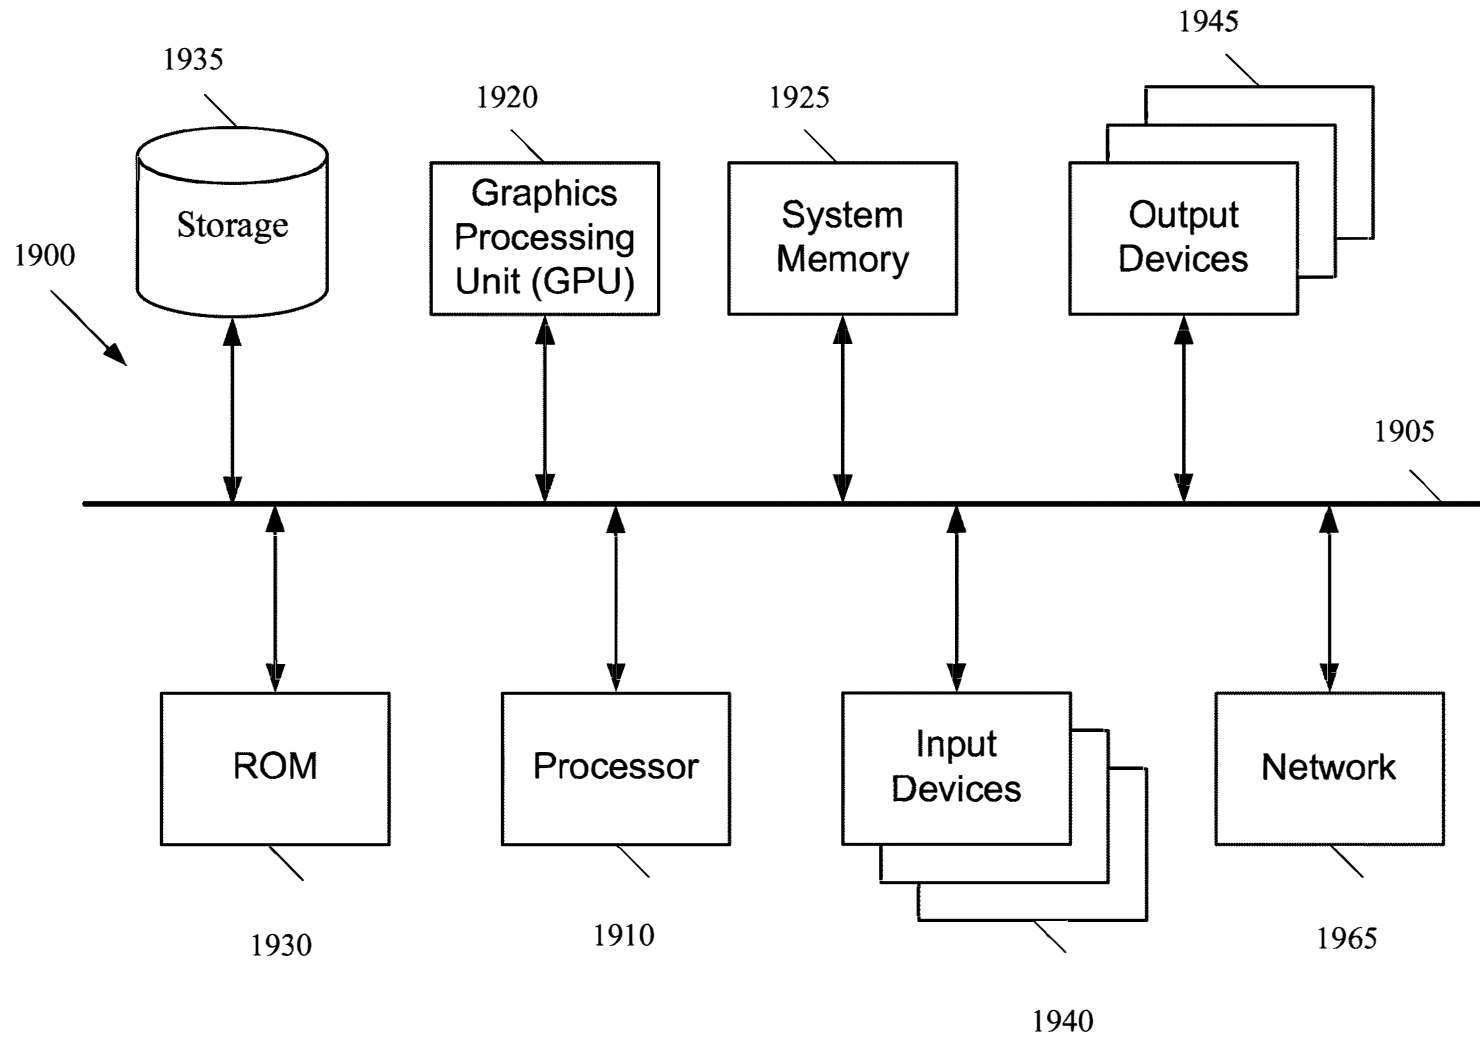 1945
1935
1920
1925
Graphics
Processing
Unit (GPU)
System
Memory
Output
Devices
Storage
1900
1905
ROM
Processor
Input
Devices
Network
1930
1910
1965
1940